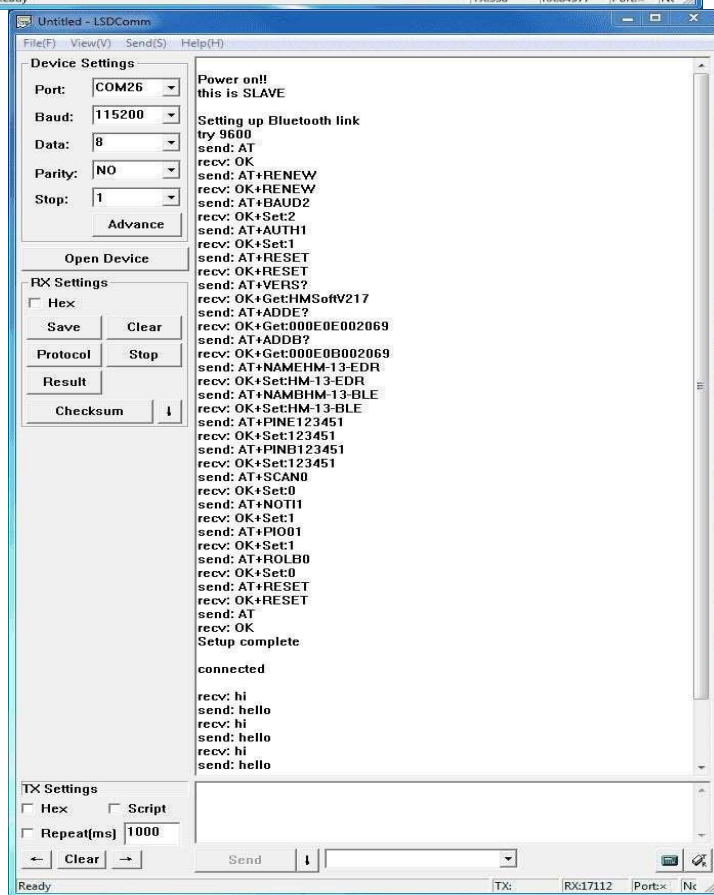 Untitled - LSDComm
File(F) View(V) Send(S) Help(H)
Device Settings
Port: COM26
Baud: 115200
Data: 8
Parity: NO
Stop: 1
Advance
Open Device
RX Settings
Hex
Save Clear
Protocol Stop
Result
Checksum
Power on!!
this is SLAVE
Setting up Bluetooth link
try 9600
send: AT
recv: OK
send: AT+RENEW
recv: OK+RENEW
send: AT+BAUD2
recv: OK+Set:2
send: AT+AUTH1
recv: OK+Set:1
send: AT+RESET
recv: OK+RESET
send: AT+VERS?
recv: OK+Get:HMSoftV217
send: AT+ADDE?
recv: OK+Get:000E0E002069
send: AT+ADDB?
recv: OK+Get:000E0B002069
send: AT+NAMEHM-13-EDR
recv: OK+Set:HM-13-EDR
send: AT+NAMBHM-13-BLE
recv: OK+Set:HM-13-BLE
send: AT+PINE123451
recv: OK+Set:123451
send: AT+PINB123451
recv: OK+Set:123451
send: AT+SCAN0
recv: OK+Set:0
send: AT+NOTI1
recv: OK+Set:1
send: AT+PIO01
recv: OK+Set:1
send: AT+ROLB0
recv: OK+Set:0
send: AT+RESET
recv: OK+RESET
send: AT
recv: OK
Setup complete
connected
recv: hi
send: hello
recv: hi
send: hello
recv: hi
send: hello
TX Settings
Hex Script
Repeat(ms) 1000
← Clear →
Send
Ready TX: RX:17112 Port:×